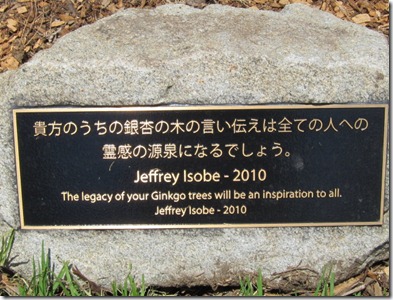 貴方のうちの銀杏の木の言い伝えは全ての人への
霊感の源泉になるでしょう。
Jeffrey Isobe - 2010
The legacy of your Ginkgo trees will be an inspiration to all.
Jeffrey Isobe - 2010